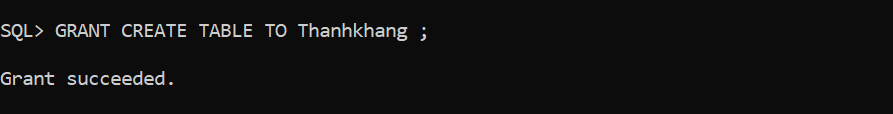 SQL> GRANT CREATE TABLE TO Thanhkhang ;
Grant succeeded.